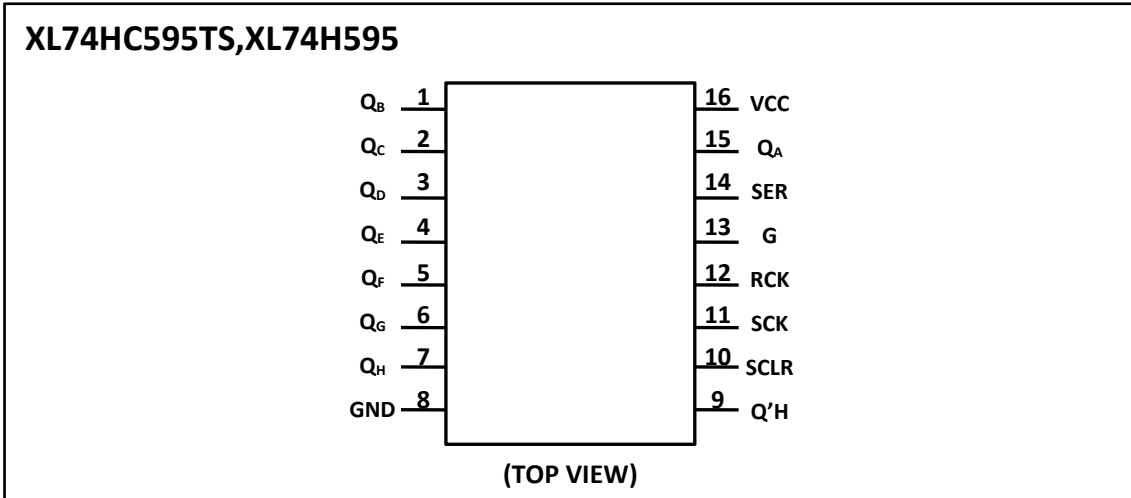 XL74HC595TS,XL74H595
QB 1 16 VCC
QC 2 15 QA
QD 3 14 SER
QE 4 13 G
QF 5 12 RCK
QG 6 11 SCK
QH 7 10 SCLR
GND 8 9 Q’H
(TOP VIEW)